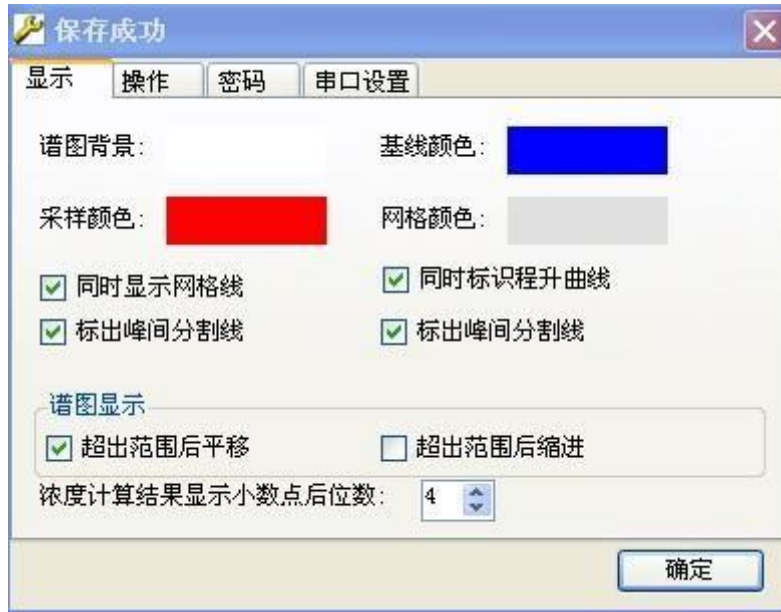 保存成功
显示 操作 密码 串口设置
谱图背景: 基线颜色:
采样颜色: 网格颜色:
同时显示网格线 同时标识程升曲线
标出峰间分割线 标出峰间分割线
谱图显示
超出范围后平移 超出范围后缩进
浓度计算结果显示小数点后位数: 4
确定